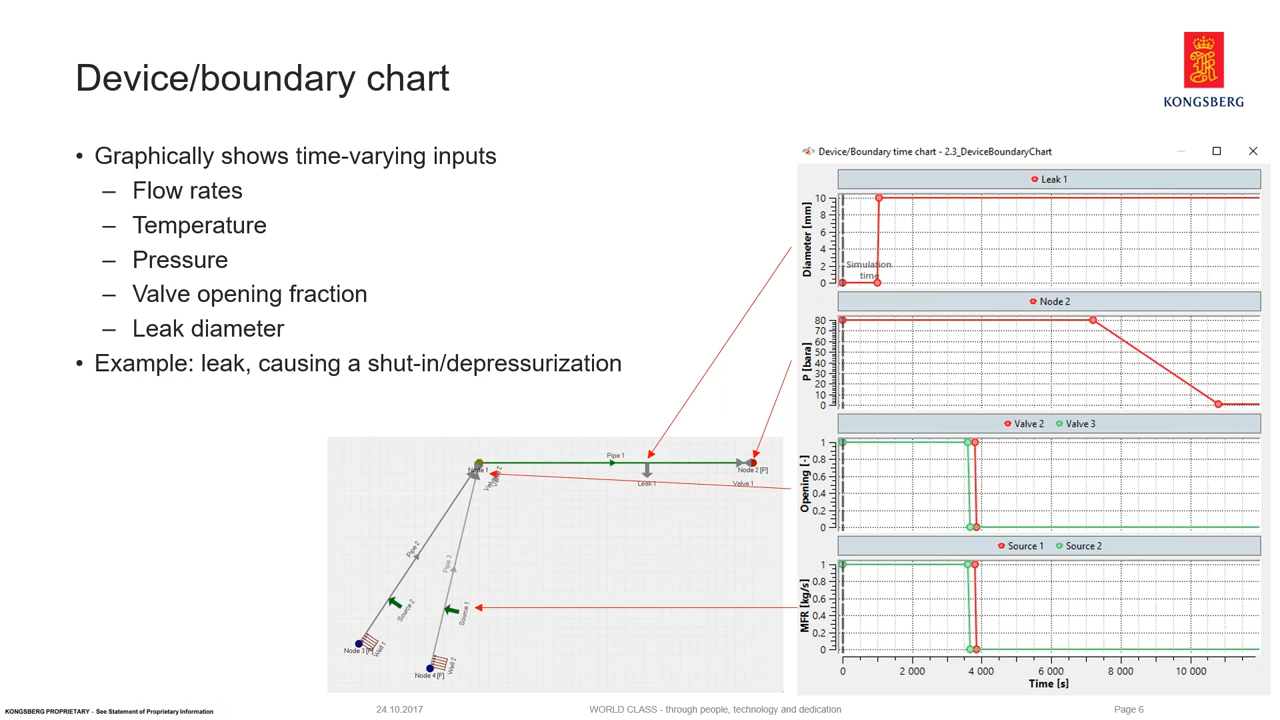 Device/boundary chart
KONGSBERG
• Graphically shows time-varying inputs
– Flow rates
– Temperature
– Pressure
– Valve opening fraction
– Leak diameter
• Example: leak, causing a shut-in/depressurization
Device/Boundary time chart - 2.3_DeviceBoundaryChart
Leak 1
Diameter [mm]
10
8
6
4
2
0
Simulation
time
Node 2
P [bara]
80
70
60
50
40
30
20
10
0
Valve 2 Valve 3
Opening [-]
1
0.8
0.6
0.4
0.2
0
Source 1 Source 2
MFR [kg/s]
1
0.8
0.6
0.4
0.2
0
0 2 000 4 000 6 000 8 000 10 000
Time [s]
Pipe 1
Node 1
Leak 1
Node 2 [P]
Valve 1
Pipe 2
Pipe 3
Source 2
Source 1
Node 3 [F]
Well 1
Well 2
Node 4 [F]
KONGSBERG PROPRIETARY – See Statement of Proprietary Information
24.10.2017
WORLD CLASS - through people, technology and dedication
Page 6